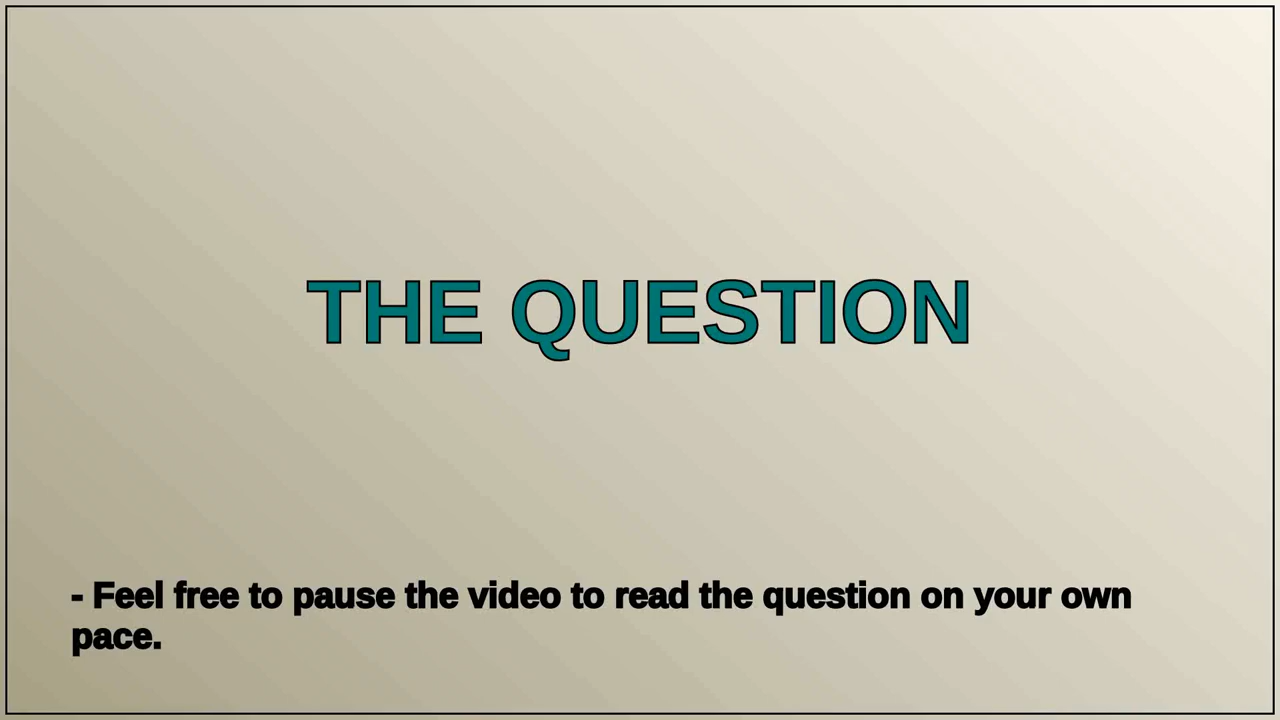 THE QUESTION
- Feel free to pause the video to read the question on your own
pace.